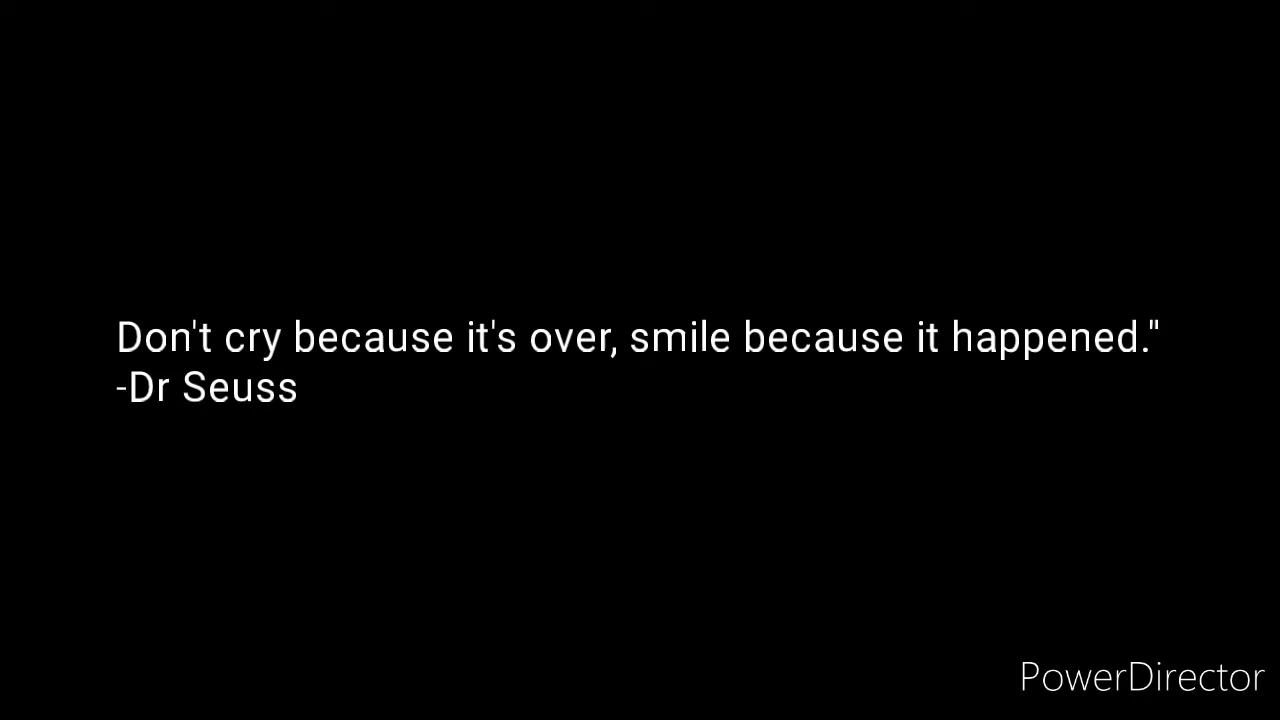 Don't cry because it's over, smile because it happened."
-Dr Seuss
PowerDirector